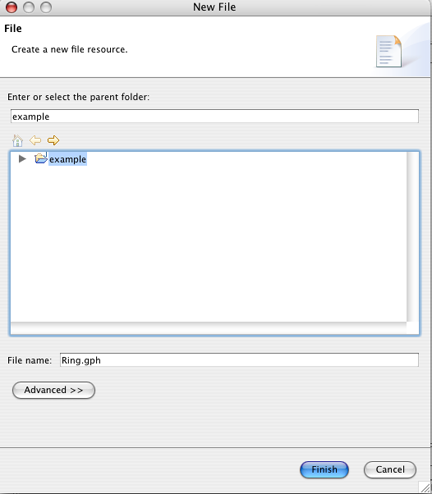 New File
File
Create a new file resource.
Enter or select the parent folder:
example
example
File name: Ring.gph
Advanced >>
Finish Cancel